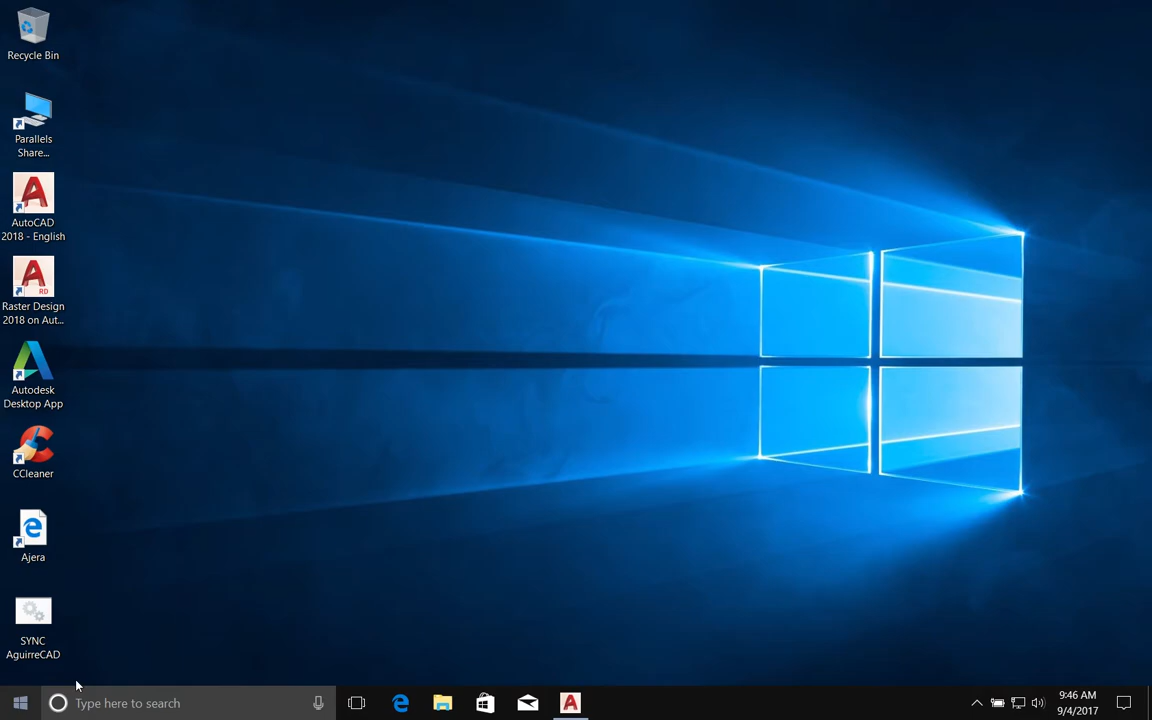 Recycle Bin
Parallels
Share...
AutoCAD
2018 - English
RD
Raster Design
2018 on Aut...
Autodesk
Desktop App
CCleaner
Ajera
SYNC
AguirreCAD
Type here to search
9:46 AM
9/4/2017